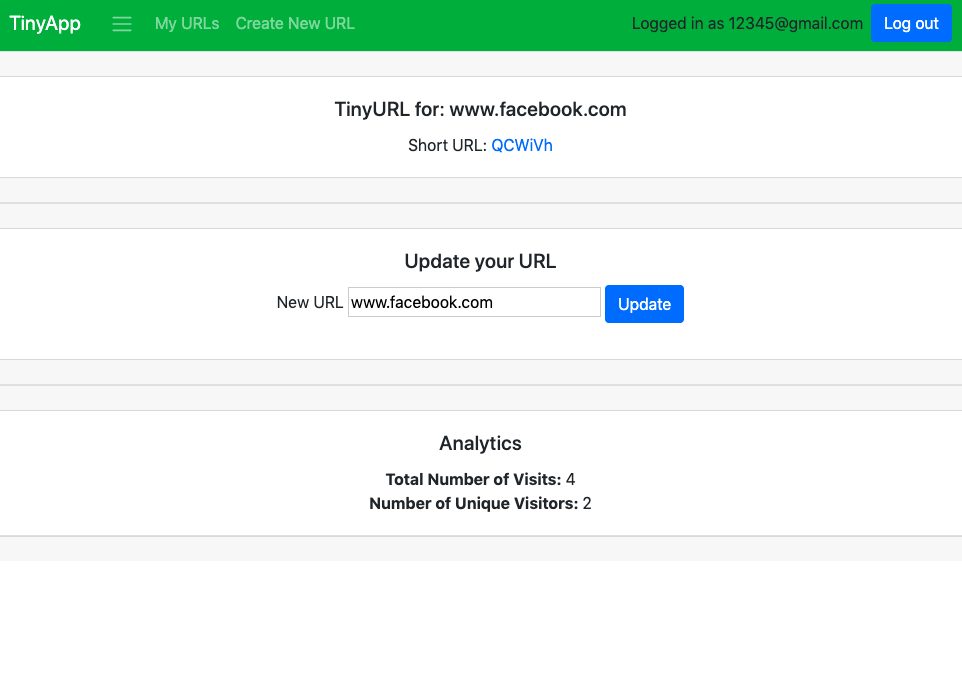 TinyApp My URLs Create New URL Logged in as 12345@gmail.com Log out
TinyURL for: www.facebook.com
Short URL: QCWiVh
Update your URL
New URL www.facebook.com Update
Analytics
Total Number of Visits: 4
Number of Unique Visitors: 2